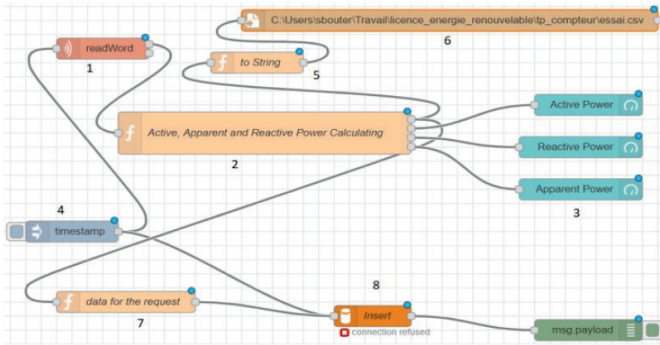 C:\Users\sbouter\Travail\licence_energie_renouvelable\tp_compteur\essai.csv
6
readWord
1
to String
5
Active, Apparent and Reactive Power Calculating
2
Active Power
Reactive Power
Apparent Power
3
4
timestamp
data for the request
7
8
Insert
connection refused
msg.payload